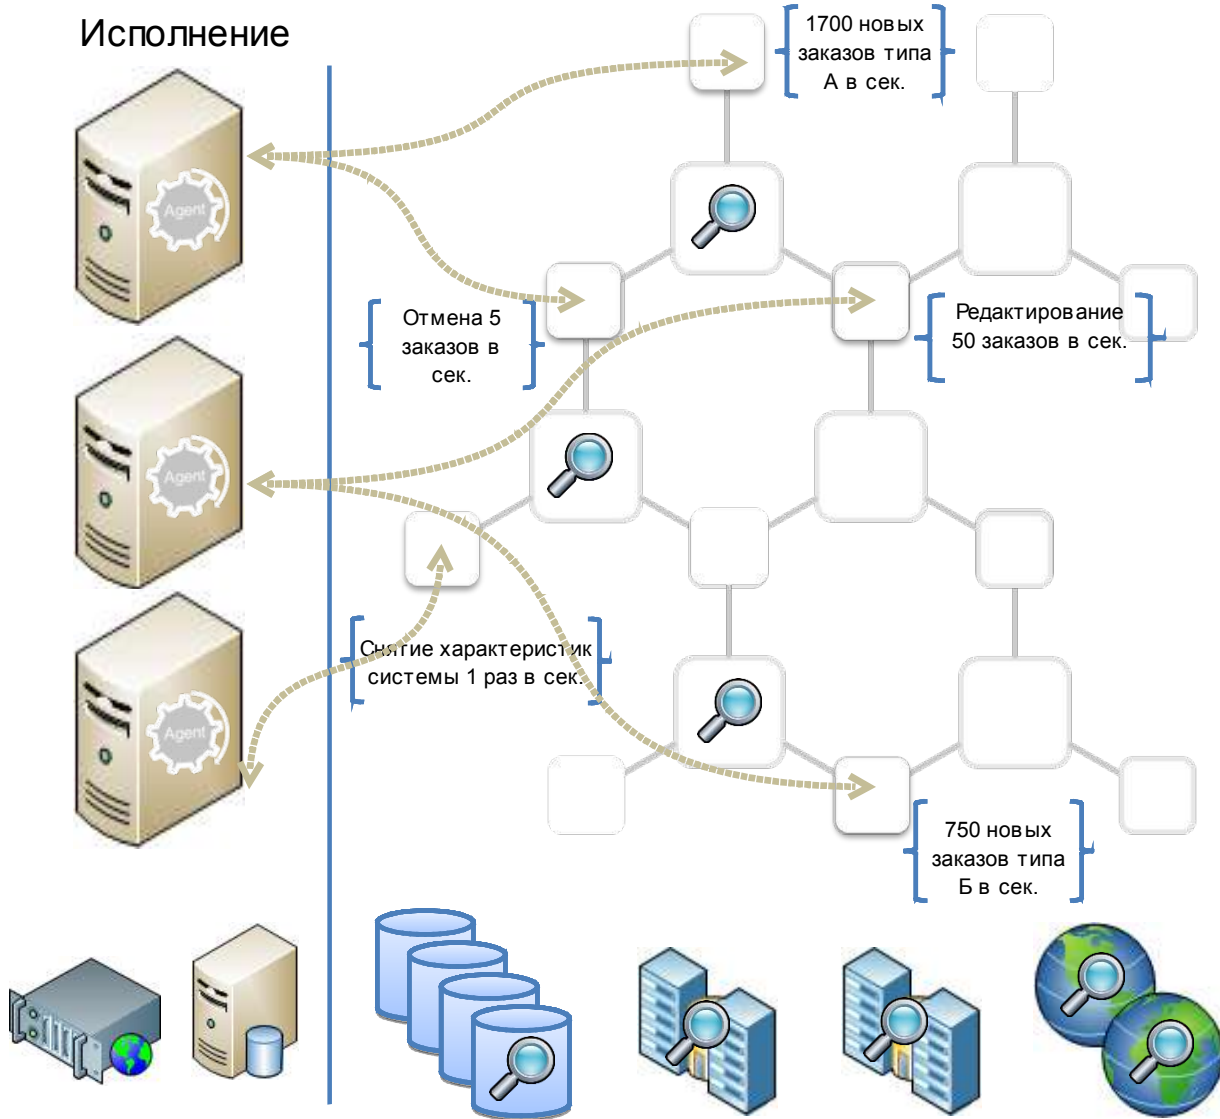 Исполнение
1700 новых
заказов типа
А в сек.
Agent
Отмена 5
заказов в
сек.
Редактирование
50 заказов в сек.
Agent
Снятие характеристик
системы 1 раз в сек.
Agent
750 новых
заказов типа
Б в сек.